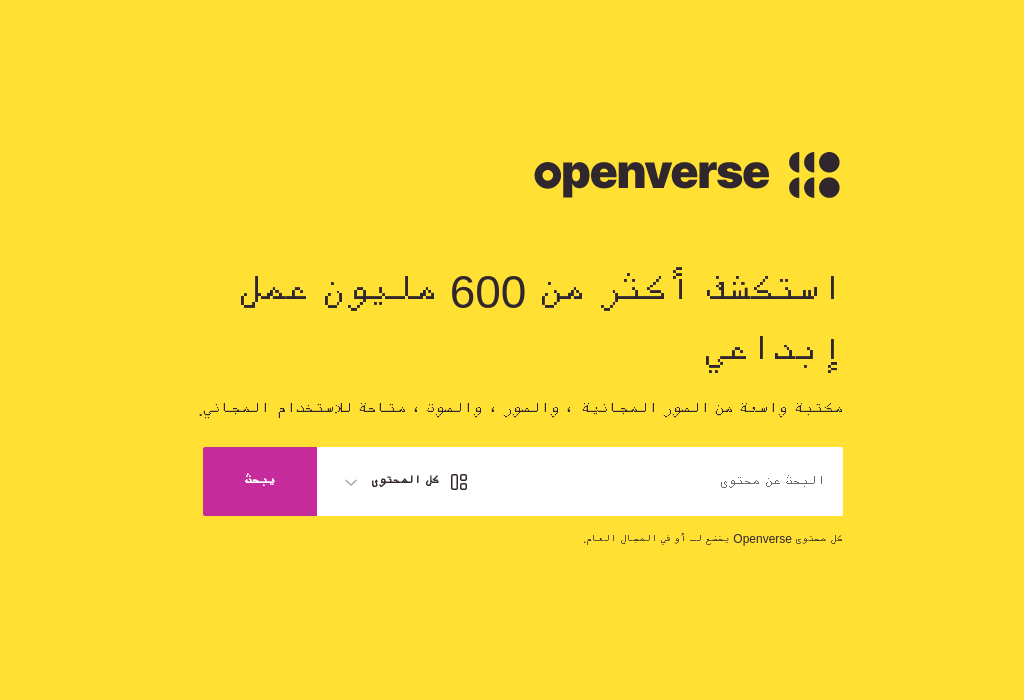 openverse
استكشف أكثر من 600 مليون عمل
إبداعي
مكتبة واسعة من الصور المجانية ، والصور ، والصوت ، متاحة للاستخدام المجاني.
البحث عن محتوى
كل المحتوى
يبحث
كل محتوى Openverse يخضع لـ أو في المجال العام.